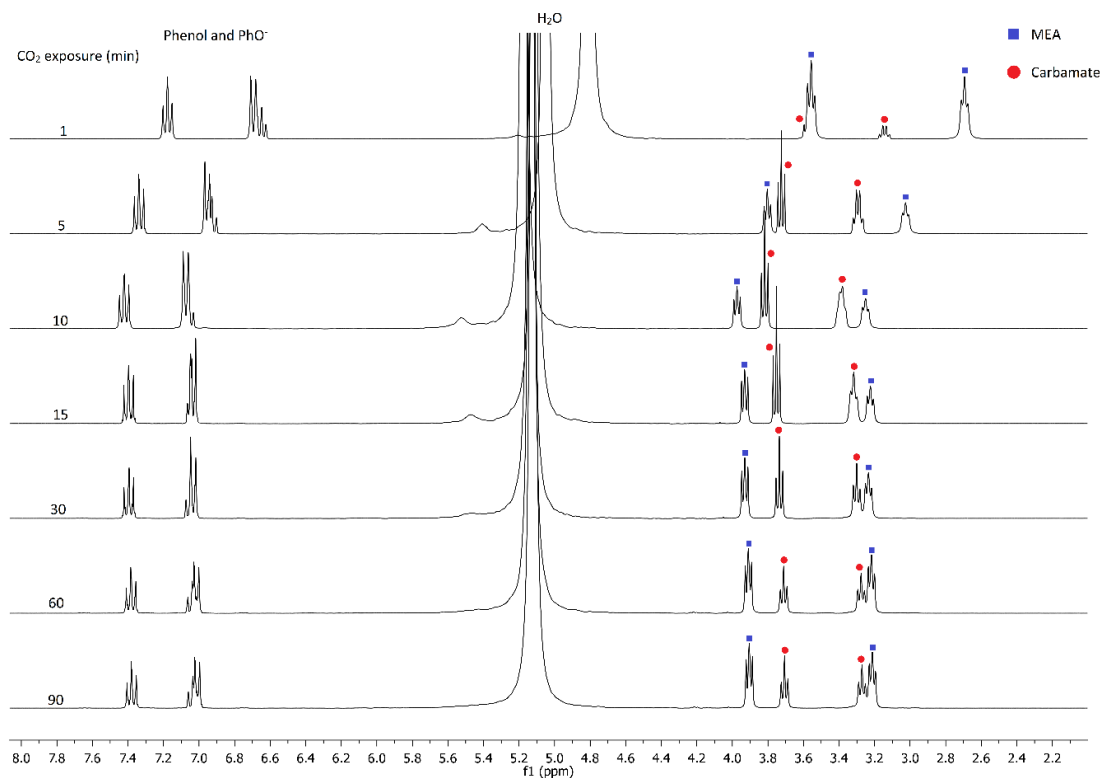 H₂O
Phenol and PhO⁻
MEA
CO₂ exposure (min)
Carbamate
1
5
10
15
30
60
90
8.0 7.8 7.6 7.4 7.2 7.0 6.8 6.6 6.4 6.2 6.0 5.8 5.6 5.4 5.2 5.0 4.8 4.6 4.4 4.2 4.0 3.8 3.6 3.4 3.2 3.0 2.8 2.6 2.4 2.2
f1 (ppm)